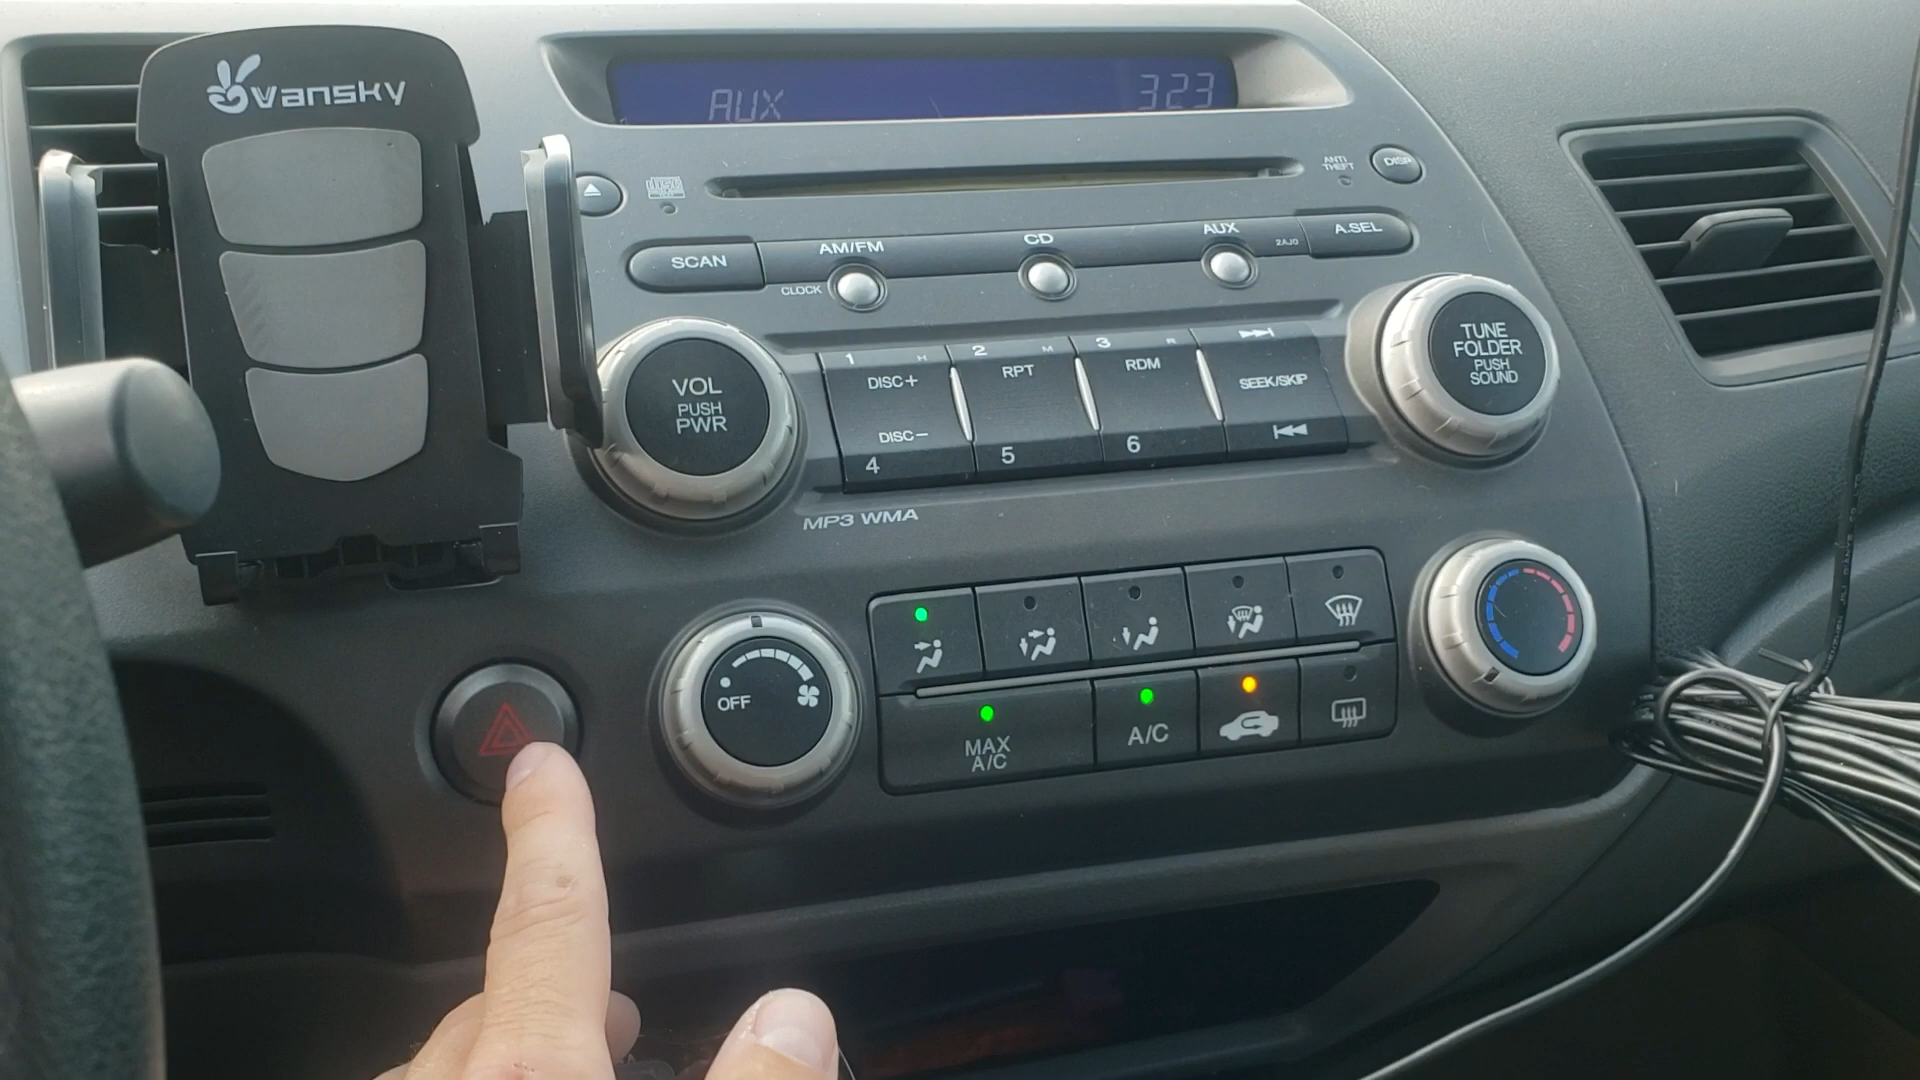 vansky
AUX 323
ANTI
THEFT
DISP
SCAN
AM/FM
CD
AUX
2AJ0
A.SEL
CLOCK
VOL
PUSH
PWR
1 H
2 M
3 R
DISC+
RPT
RDM
SEEK/SKIP
DISC-
4
5
6
TUNE
FOLDER
PUSH
SOUND
MP3 WMA
OFF
MAX
A/C
A/C